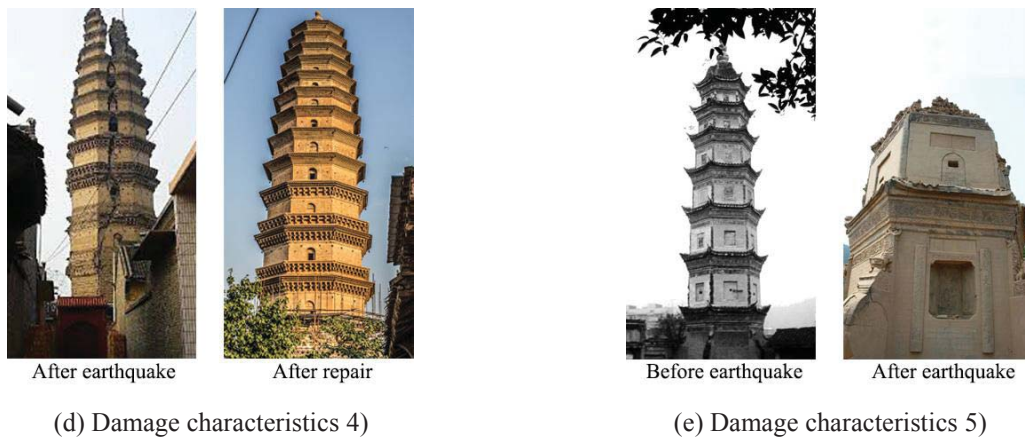 After earthquake
After repair
Before earthquake
After earthquake
(d) Damage characteristics 4)
(e) Damage characteristics 5)